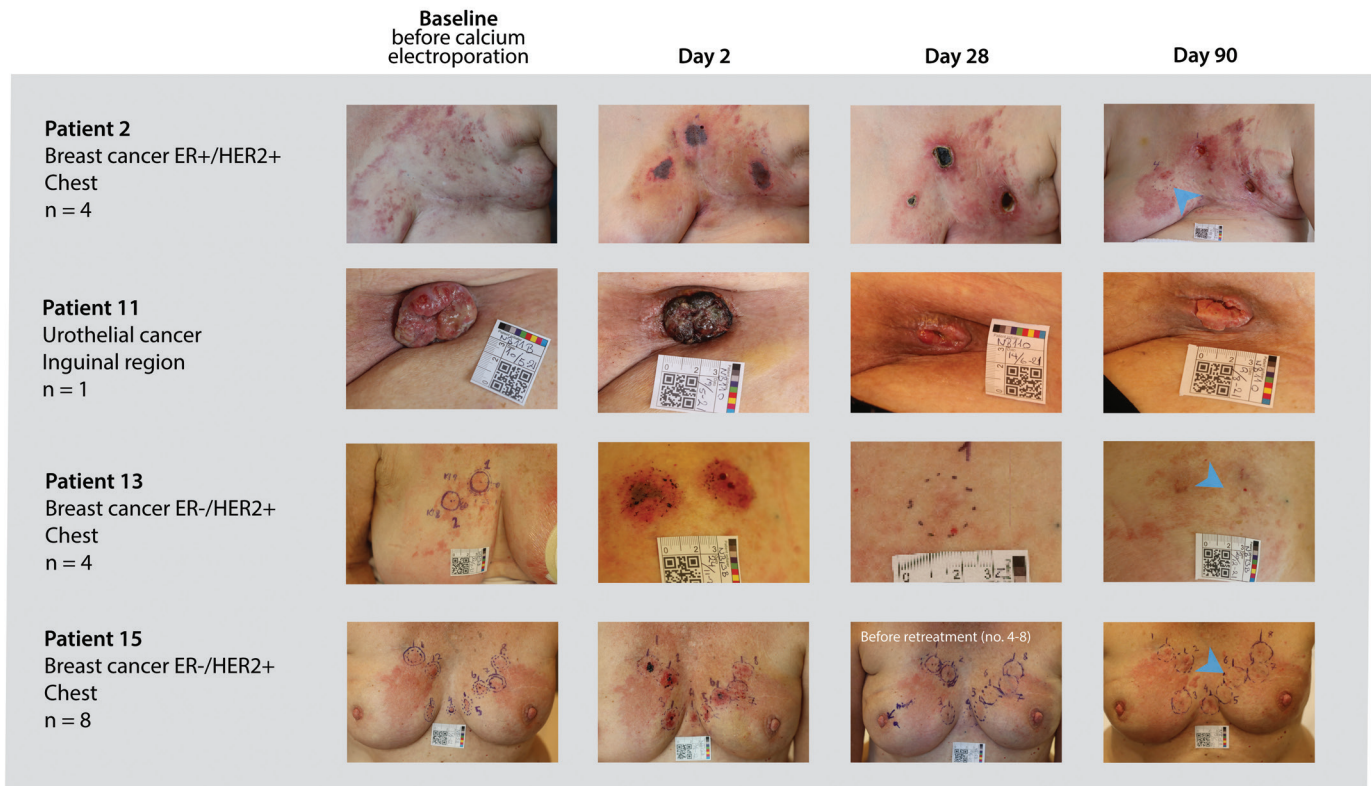 Baseline
before calcium
electroporation
Day 2
Day 28
Day 90
Patient 2
Breast cancer ER+/HER2+
Chest
n = 4
Patient 11
Urothelial cancer
Inguinal region
n = 1
Patient 13
Breast cancer ER-/HER2+
Chest
n = 4
Patient 15
Breast cancer ER-/HER2+
Chest
n = 8
Before retreatment (no. 4-8)